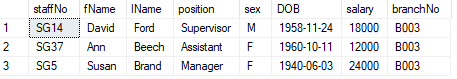 staffNo fName lName position sex DOB salary branchNo
1 SG14 David Ford Supervisor M 1958-11-24 18000 B003
2 SG37 Ann Beech Assistant F 1960-10-11 12000 B003
3 SG5 Susan Brand Manager F 1940-06-03 24000 B003